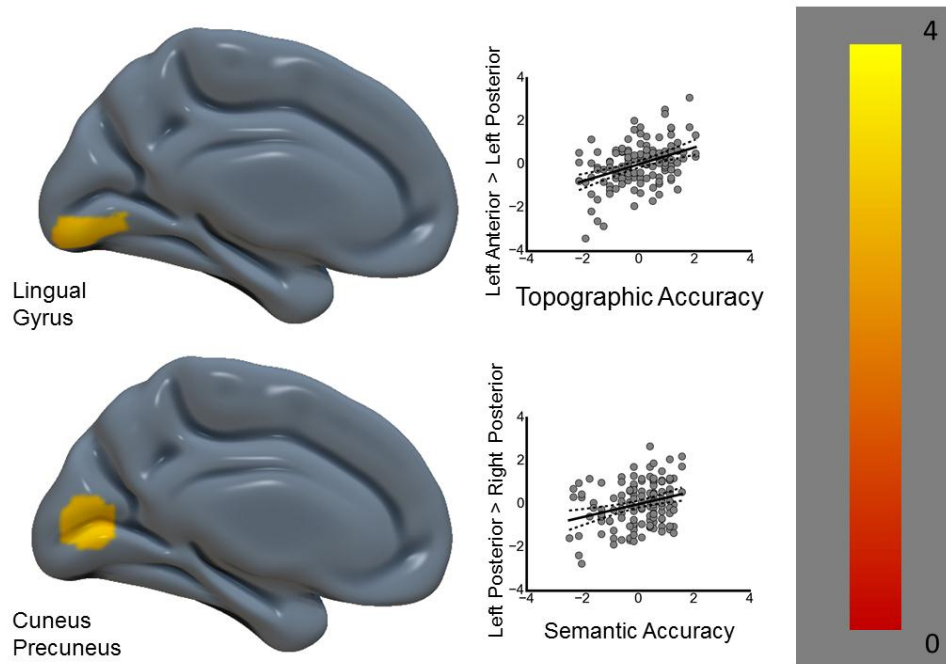 4
Left Anterior > Left Posterior
4
2
0
−2
−4
−4 −2 0 2 4
Topographic Accuracy
Lingual
Gyrus
Left Posterior > Right Posterior
4
2
0
−2
−4
−4 −2 0 2 4
Semantic Accuracy
Cuneus
Precuneus
0